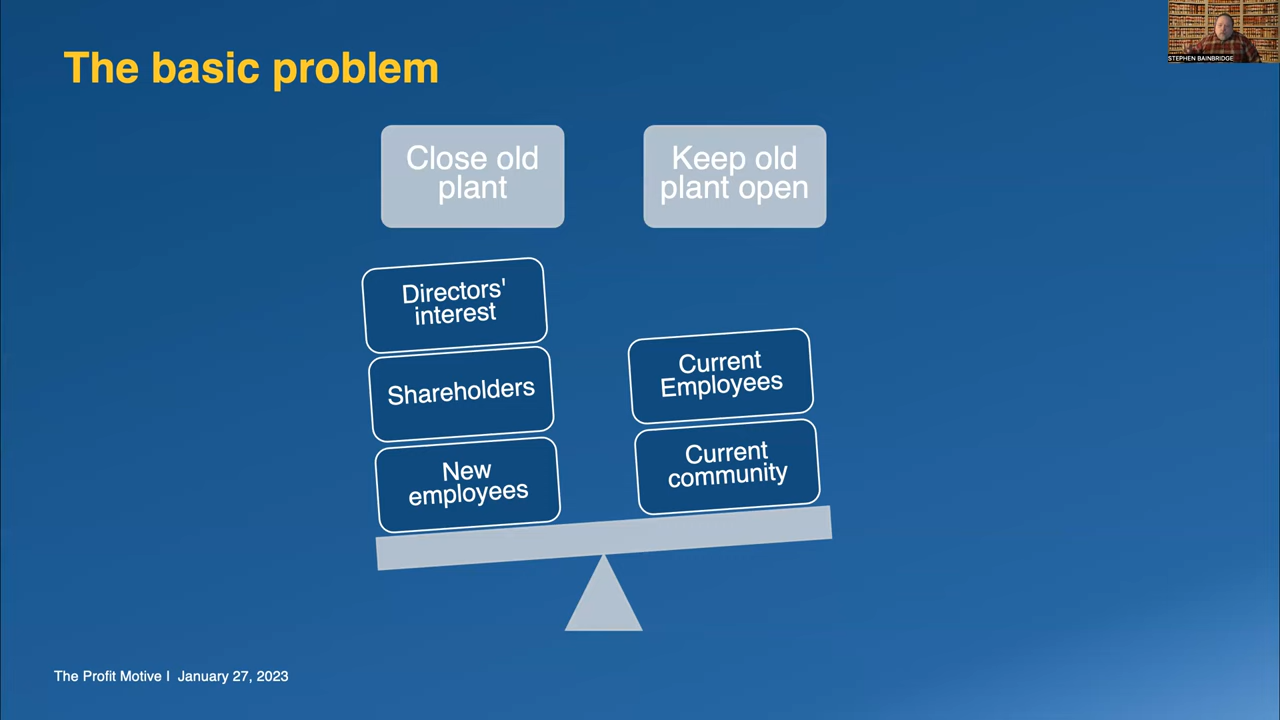 The basic problem
STEPHEN BAINBRIDGE
Close old
plant
Keep old
plant open
Directors'
interest
Shareholders
New
employees
Current
Employees
Current
community
The Profit Motive I January 27, 2023